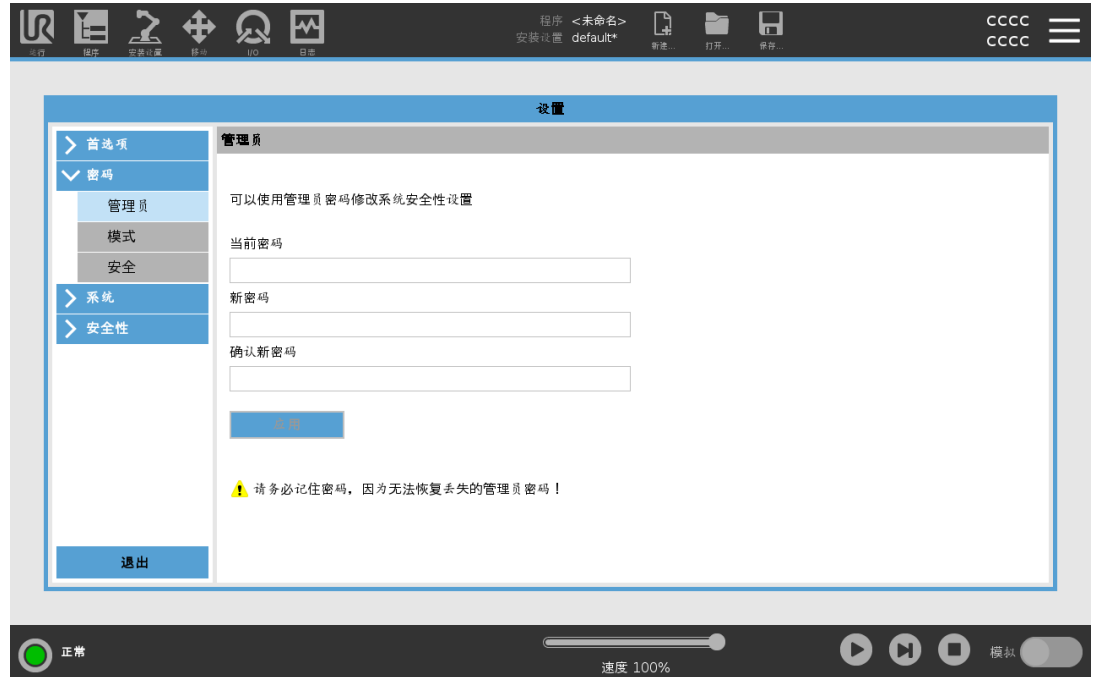 UR
程序 <未命名>
安装设置 default*
运行 程序 安装设置 移动 I/O 日志
新建... 打开... 保存...
cccc
cccc
设置
首选项
密码
管理员
模式
安全
系统
安全性
退出
管理员
可以使用管理员密码修改系统安全性设置
当前密码
新密码
确认新密码
应用
请务必记住密码，因为无法恢复丢失的管理员密码！
正常
速度 100%
模拟